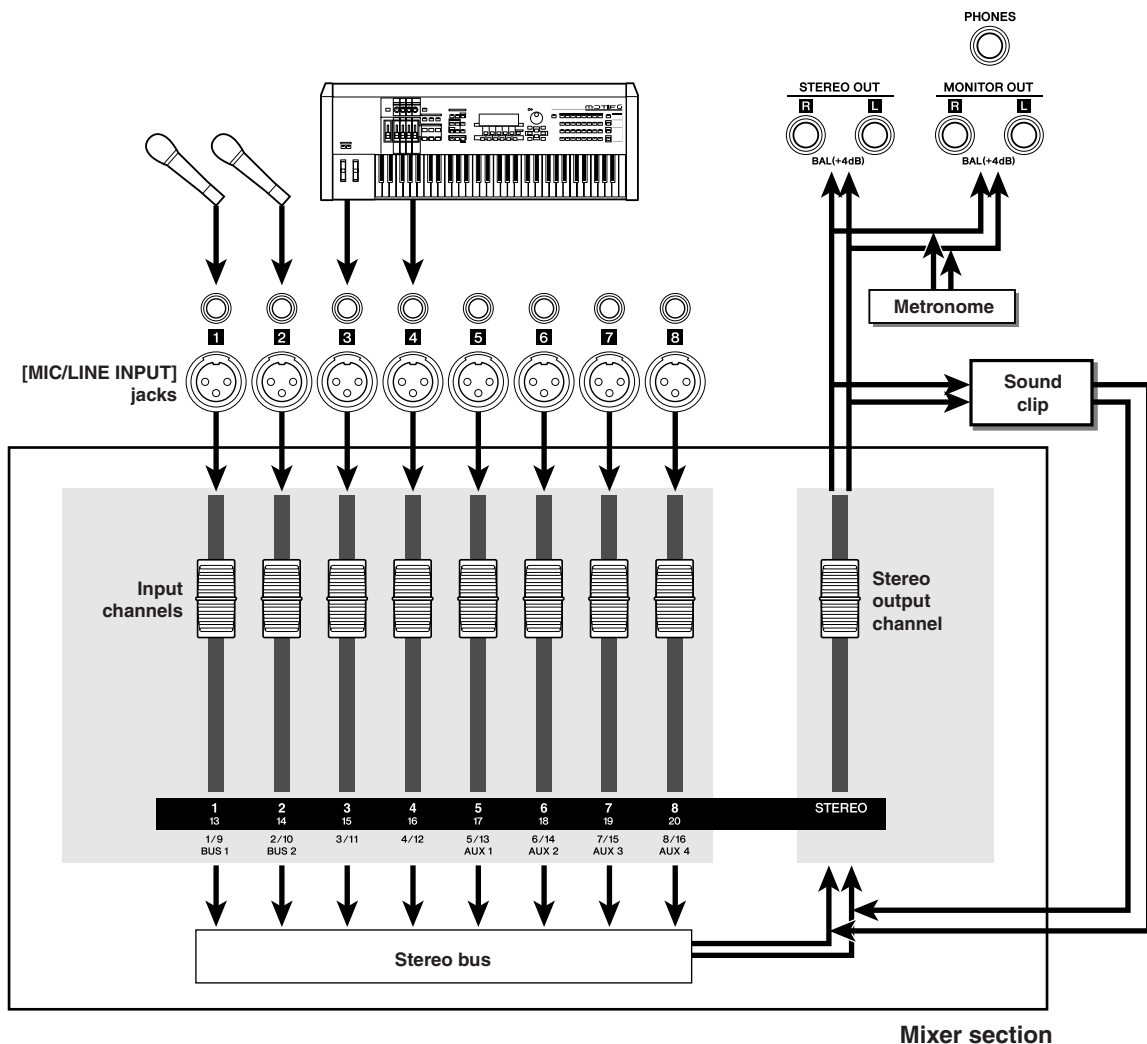 PHONES
STEREO OUT
MONITOR OUT
R
L
R
L
BAL(+4dB)
BAL(+4dB)
MOTIF 6
Metronome
1
2
3
4
5
6
7
8
[MIC/LINE INPUT]
jacks
Sound
clip
Input
channels
Stereo
output
channel
1 2 3 4 5 6 7 8 STEREO
13 14 15 16 17 18 19 20
1/9 2/10 3/11 4/12 5/13 6/14 7/15 8/16
BUS 1 BUS 2 AUX 1 AUX 2 AUX 3 AUX 4
Stereo bus
Mixer section